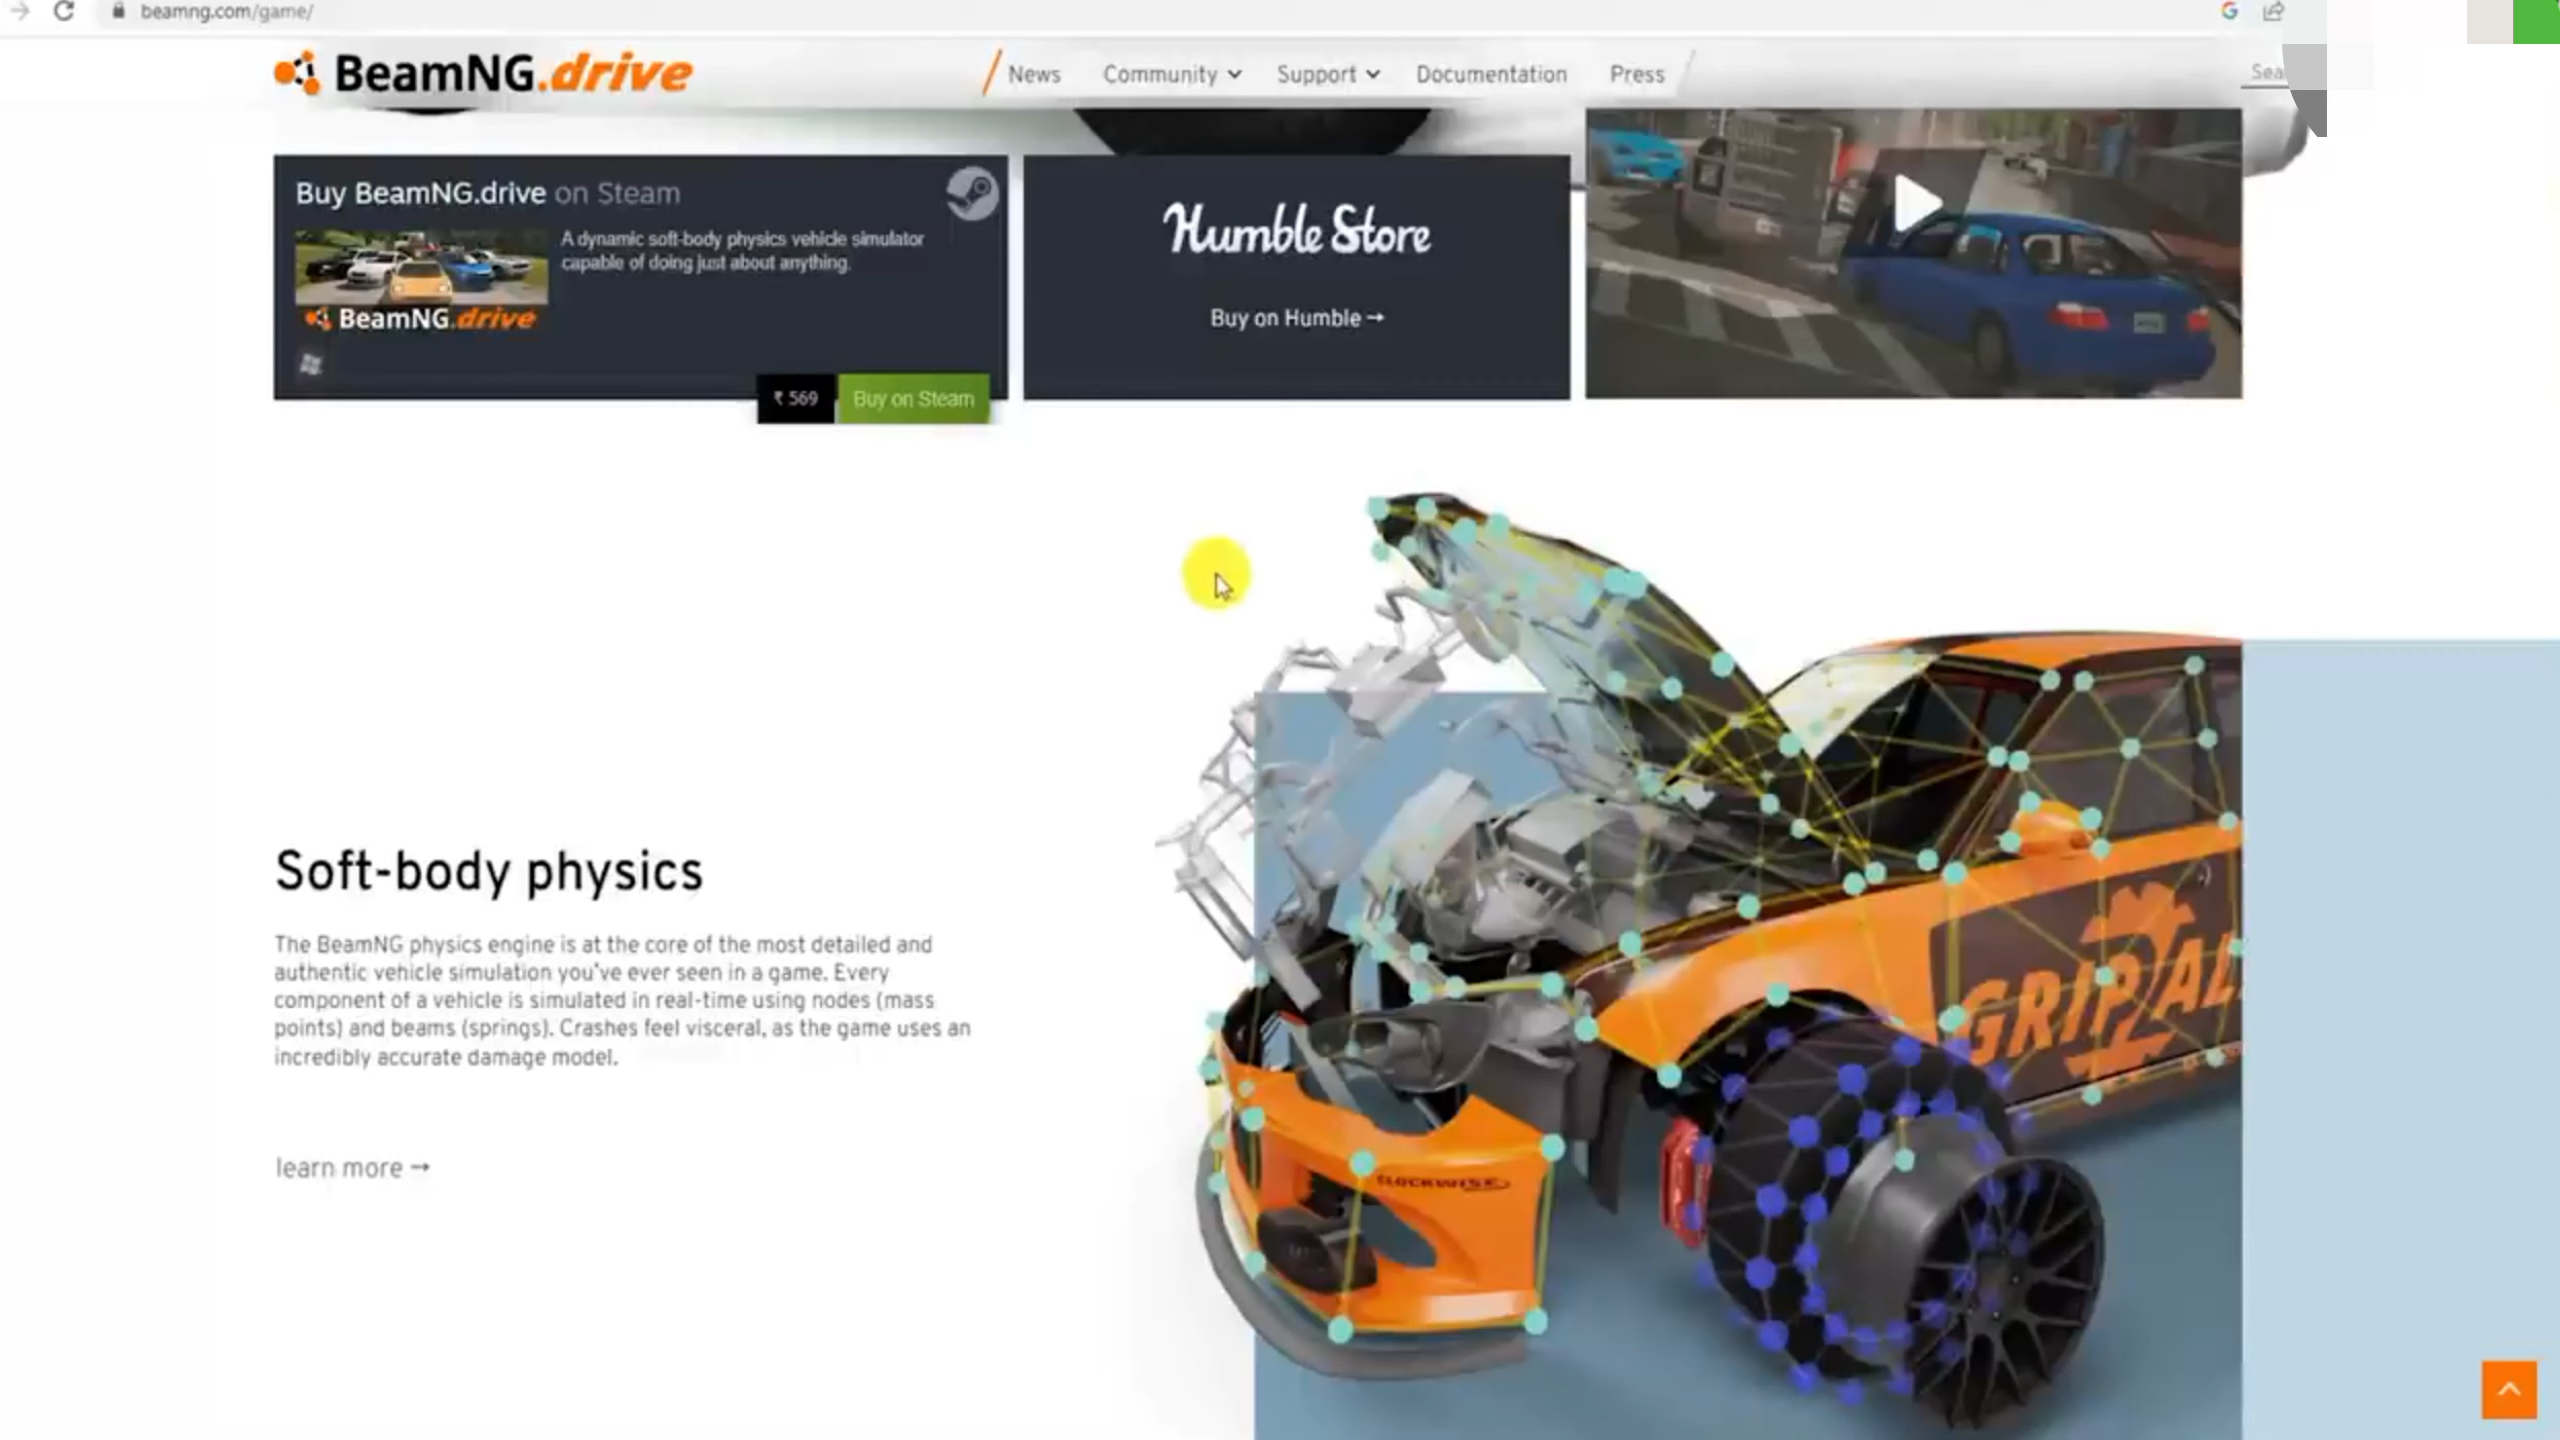 beamng.com/game/
BeamNG.drive
News Community Support Documentation Press
Sea
Buy BeamNG.drive on Steam
A dynamic soft-body physics vehicle simulator
capable of doing just about anything.
BeamNG.drive
₹ 569 Buy on Steam
Humble Store
Buy on Humble →
Soft-body physics
The BeamNG physics engine is at the core of the most detailed and
authentic vehicle simulation you've ever seen in a game. Every
component of a vehicle is simulated in real-time using nodes (mass
points) and beams (springs). Crashes feel visceral, as the game uses an
incredibly accurate damage model.
learn more →
GRIP AL
CLOCKWISE